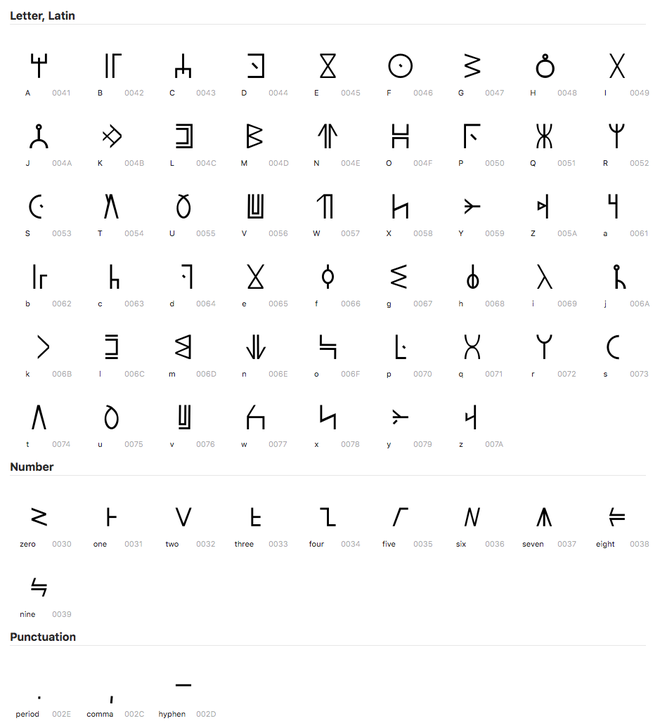 Letter, Latin
A 0041 B 0042 C 0043 D 0044 E 0045 F 0046 G 0047 H 0048 I 0049
J 004A K 004B L 004C M 004D N 004E O 004F P 0050 Q 0051 R 0052
S 0053 T 0054 U 0055 V 0056 W 0057 X 0058 Y 0059 Z 005A a 0061
b 0062 c 0063 d 0064 e 0065 f 0066 g 0067 h 0068 i 0069 j 006A
k 006B l 006C m 006D n 006E o 006F p 0070 q 0071 r 0072 s 0073
t 0074 u 0075 v 0076 w 0077 x 0078 y 0079 z 007A
Number
zero 0030 one 0031 two 0032 three 0033 four 0034 five 0035 six 0036 seven 0037 eight 0038
nine 0039
Punctuation
period 002E comma 002C hyphen 002D